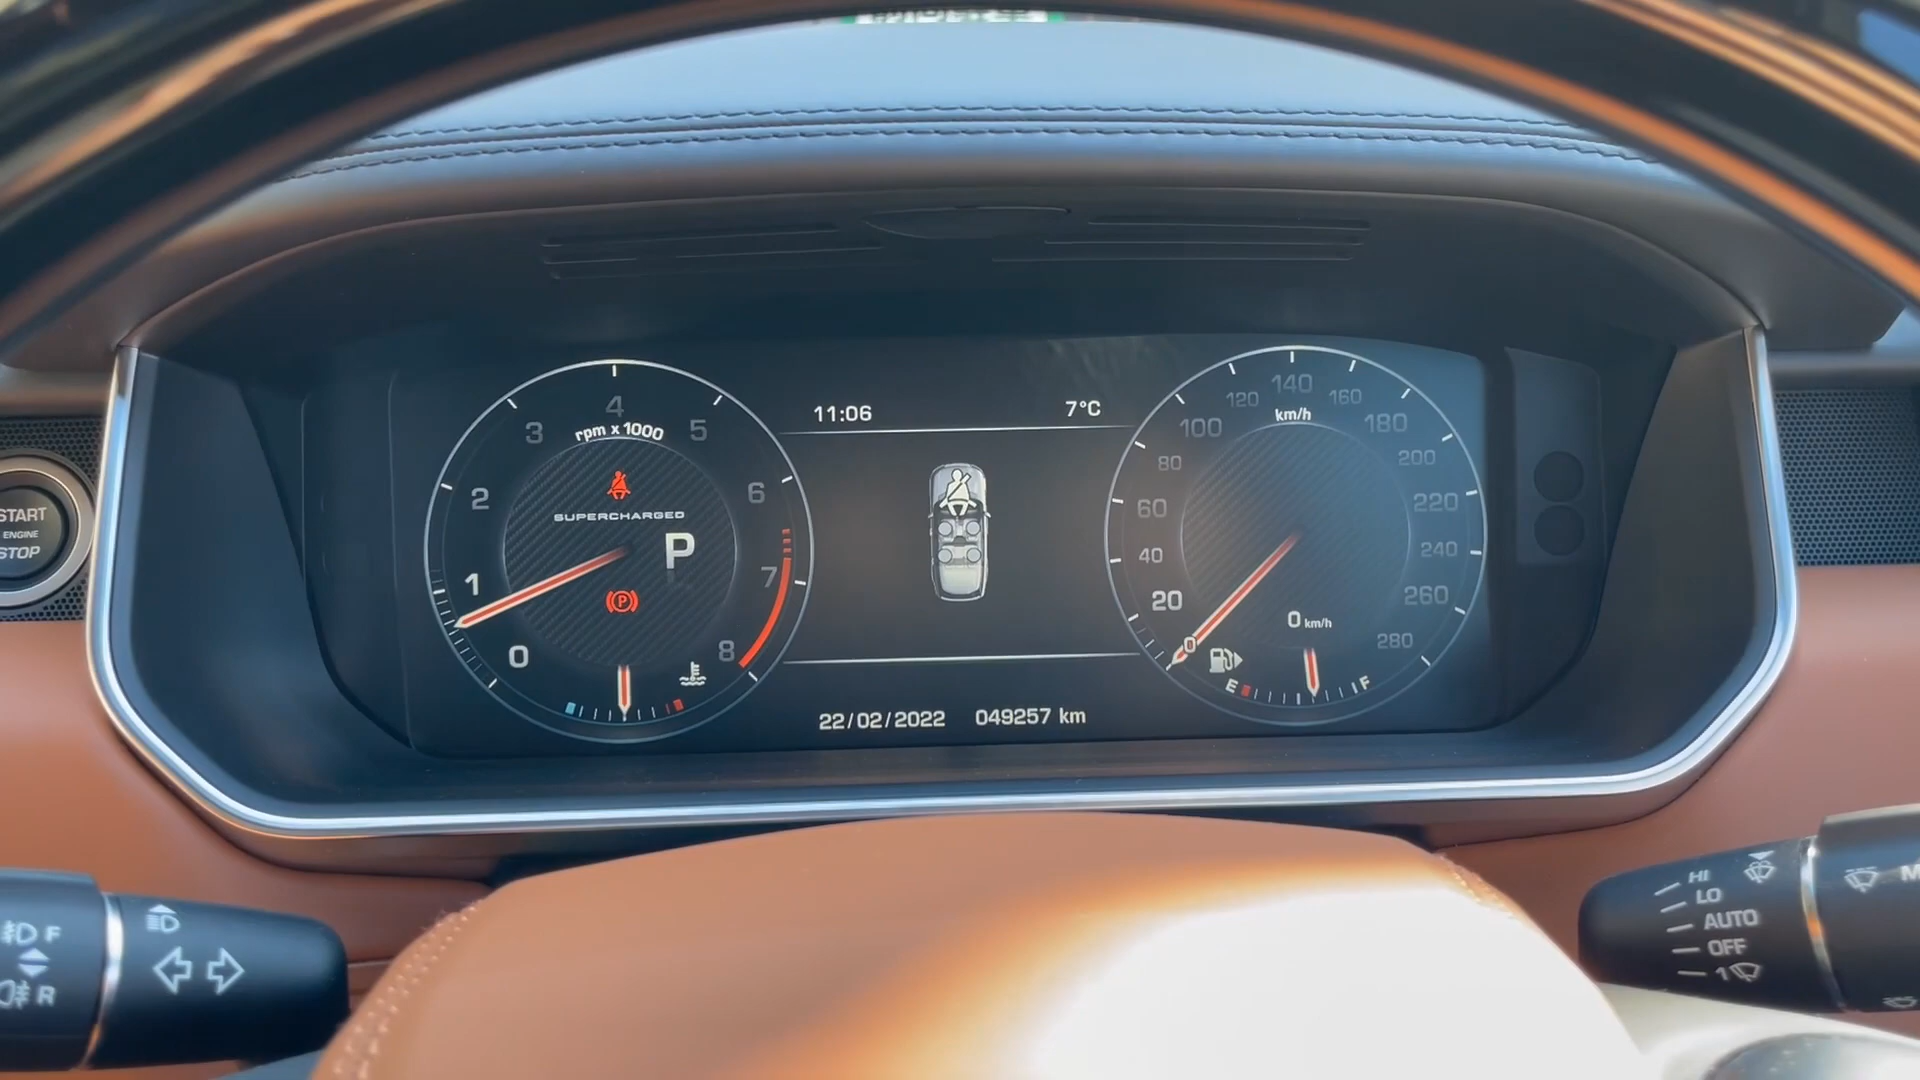 START
ENGINE
STOP
0
1
2
3
4
5
6
7
8
rpm x 1000
SUPERCHARGED
P
(P)
11:06
7°C
22/02/2022
049257 km
0
20
40
60
80
100
120
140
160
180
200
220
240
260
280
km/h
0 km/h
E
F
F
R
HI
LO
AUTO
OFF
1